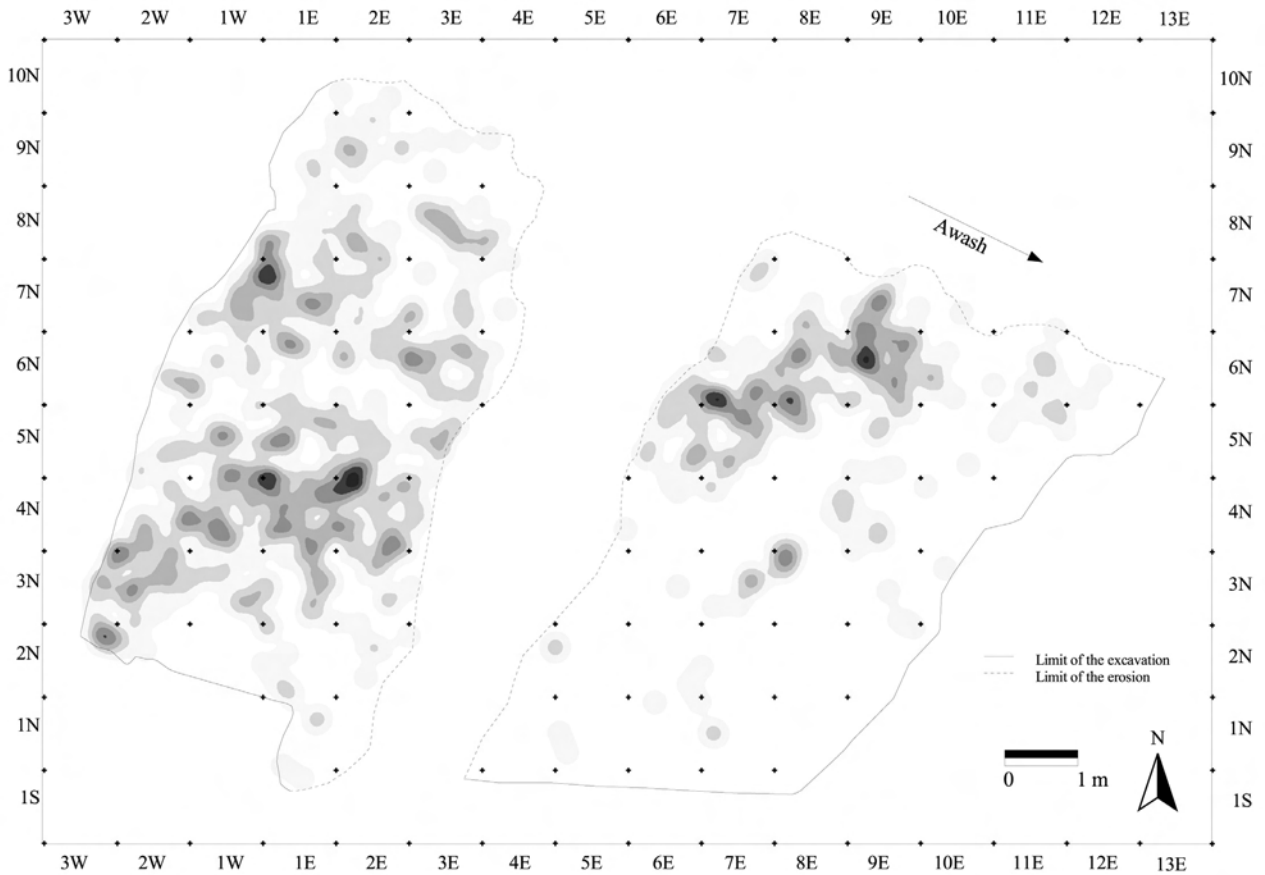 3W 2W 1W 1E 2E 3E 4E 5E 6E 7E 8E 9E 10E 11E 12E 13E
10N 10N
9N 9N
8N 8N
Awash
7N 7N
6N 6N
5N 5N
4N 4N
3N 3N
2N 2N
Limit of the excavation
Limit of the erosion
1N 1N
N
0 1 m
1S 1S
3W 2W 1W 1E 2E 3E 4E 5E 6E 7E 8E 9E 10E 11E 12E 13E